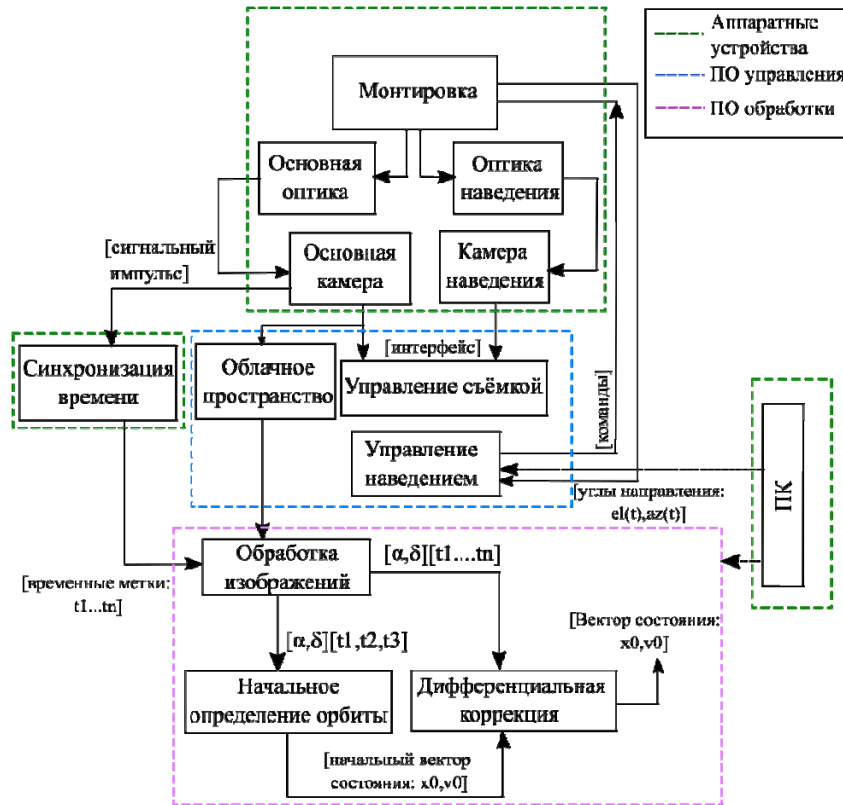 Аппаратные
устройства
ПО управления
ПО обработки
Монтировка
Основная
оптика
Оптика
наведения
[сигнальный
импульс]
Основная
камера
Камера
наведения
Синхронизация
времени
Облачное
пространство
[интерфейс]
Управление съёмкой
[команды]
Управление
наведением
[углы направления:
el(t),az(t)]
ПК
Обработка
изображений
[α,δ][t1....tn]
[временные метки:
t1...tn]
[α,δ][t1,t2,t3]
[Вектор состояния:
x0,v0]
Начальное
определение орбиты
Дифференциальная
коррекция
[начальный вектор
состояния: x0,v0]